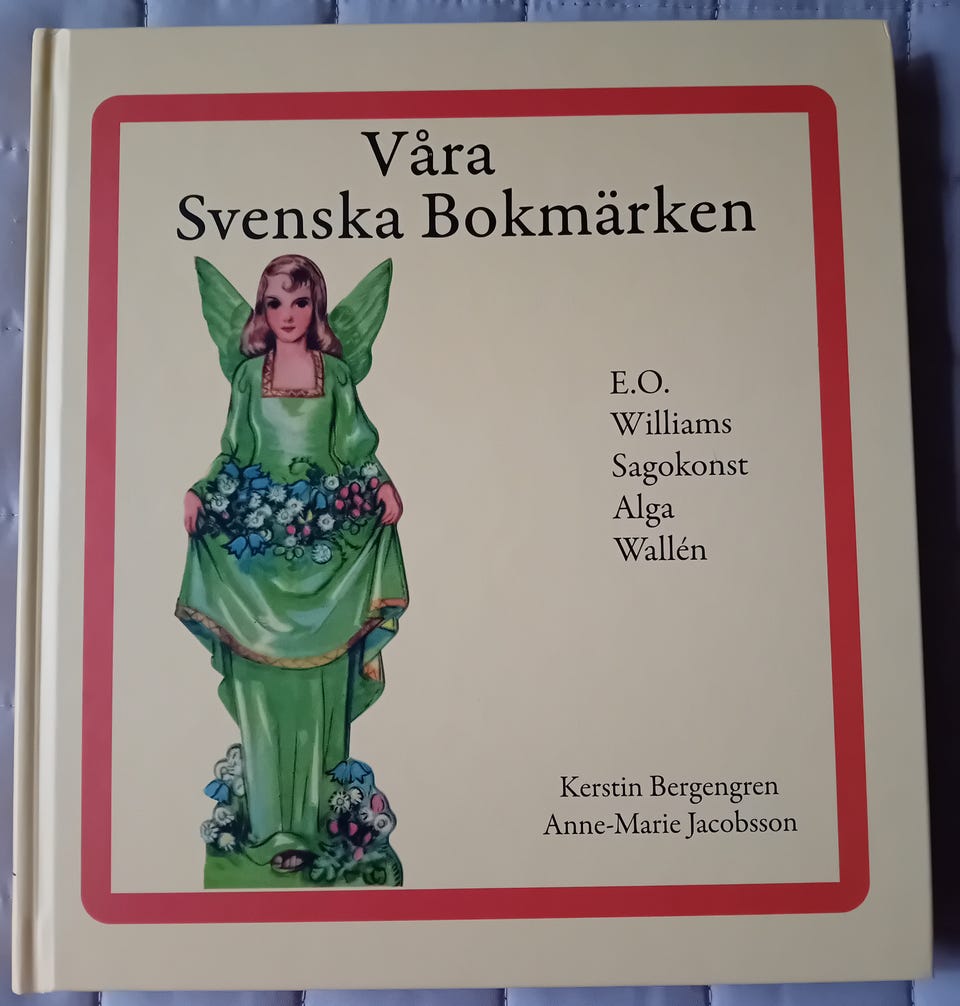 Våra
Svenska Bokmärken
E.O.
Williams
Sagokonst
Alga
Wallén
Kerstin Bergengren
Anne-Marie Jacobsson